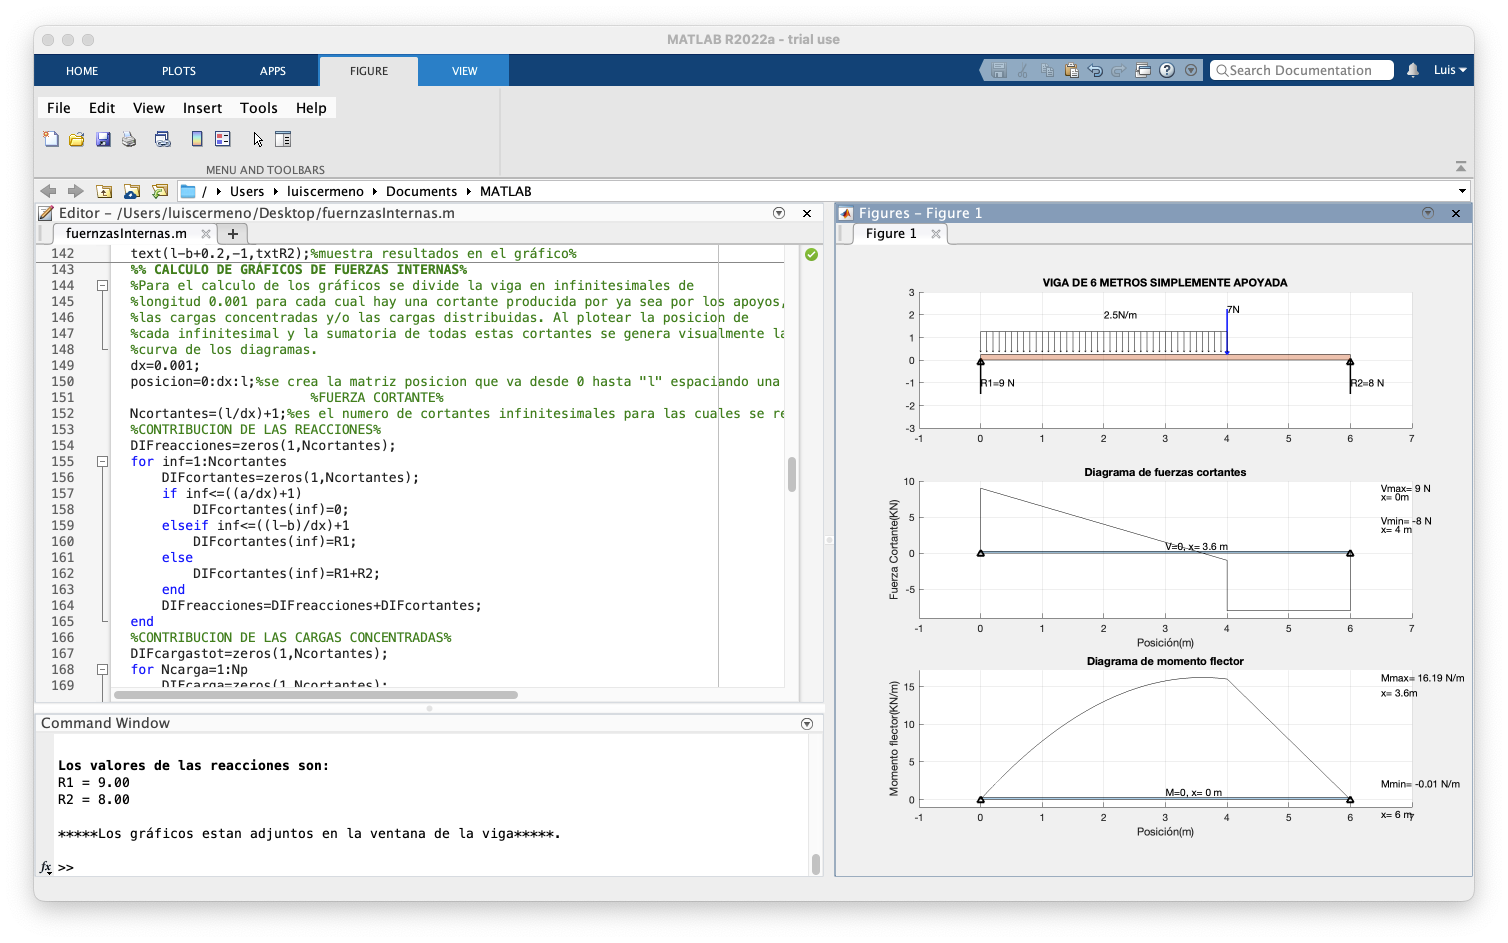 MATLAB R2022a - trial use
HOME PLOTS APPS FIGURE VIEW
Search Documentation
Luis
File Edit View Insert Tools Help
MENU AND TOOLBARS
/ Users luiscermeno Documents MATLAB
Editor - /Users/luiscermeno/Desktop/fuernzasInternas.m
fuernzasInternas.m
142 text(l-b+0.2,-1,txtR2);%muestra resultados en el gráfico%
143 %% CALCULO DE GRÁFICOS DE FUERZAS INTERNAS%
144 %Para el calculo de los gráficos se divide la viga en infinitesimales de
145 %longitud 0.001 para cada cual hay una cortante producida por ya sea por los apoyos,
146 %las cargas concentradas y/o las cargas distribuidas. Al plotear la posicion de
147 %cada infinitesimal y la sumatoria de todas estas cortantes se genera visualmente la
148 %curva de los diagramas.
149 dx=0.001;
150 posicion=0:dx:l;%se crea la matriz posicion que va desde 0 hasta "l" espaciando una
151 %FUERZA CORTANTE%
152 Ncortantes=(l/dx)+1;%es el numero de cortantes infinitesimales para las cuales se re
153 %CONTRIBUCION DE LAS REACCIONES%
154 DIFreacciones=zeros(1,Ncortantes);
155 for inf=1:Ncortantes
156 DIFcortantes=zeros(1,Ncortantes);
157 if inf<=((a/dx)+1)
158 DIFcortantes(inf)=0;
159 elseif inf<=((l-b)/dx)+1
160 DIFcortantes(inf)=R1;
161 else
162 DIFcortantes(inf)=R1+R2;
163 end
164 DIFreacciones=DIFreacciones+DIFcortantes;
165 end
166 %CONTRIBUCION DE LAS CARGAS CONCENTRADAS%
167 DIFcargastot=zeros(1,Ncortantes);
168 for Ncarga=1:Np
169 DIFcarga=zeros(1,Ncortantes);
Command Window
Los valores de las reacciones son:
R1 = 9.00
R2 = 8.00
*****Los gráficos estan adjuntos en la ventana de la viga*****.
fx >>
Figures - Figure 1
Figure 1
VIGA DE 6 METROS SIMPLEMENTE APOYADA
3
2
1
0
-1
-2
-3
2.5N/m
7N
R1=9 N
R2=8 N
-1 0 1 2 3 4 5 6 7
Diagrama de fuerzas cortantes
Fuerza Cortante(KN)
10
5
0
-5
V=0, x= 3.6 m
Vmax= 9 N
x= 0m
Vmin= -8 N
x= 4 m
-1 0 1 2 3 4 5 6 7
Posición(m)
Diagrama de momento flector
Momento flector(KN/m)
15
10
5
0
M=0, x= 0 m
Mmax= 16.19 N/m
x= 3.6m
Mmin= -0.01 N/m
x= 6 m
-1 0 1 2 3 4 5 6 7
Posición(m)